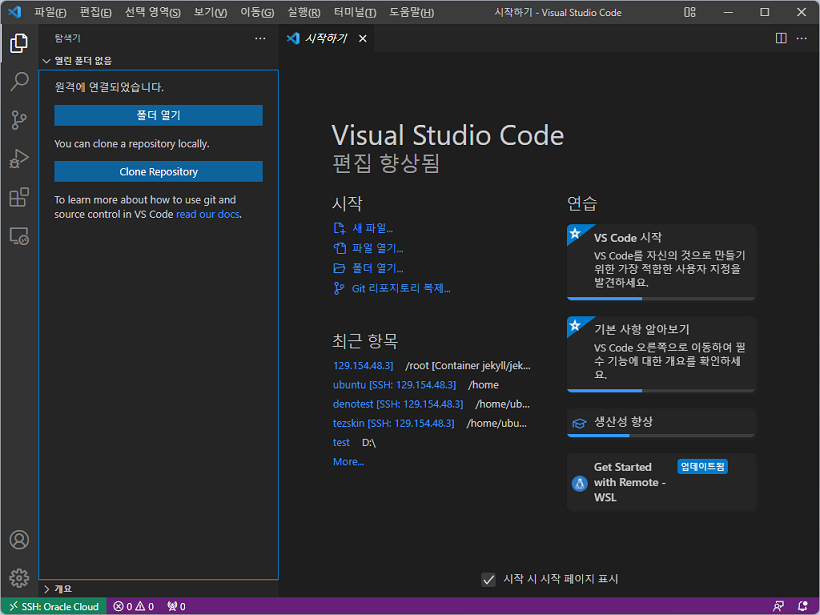 파일(F) 편집(E) 선택 영역(S) 보기(V) 이동(G) 실행(R) 터미널(T) 도움말(H) 시작하기 - Visual Studio Code
탐색기
시작하기
열린 폴더 없음
원격에 연결되었습니다.
폴더 열기
You can clone a repository locally.
Clone Repository
To learn more about how to use git and
source control in VS Code read our docs.
Visual Studio Code
편집 향상됨
시작
새 파일...
파일 열기...
폴더 열기...
Git 리포지토리 복제...
최근 항목
129.154.48.3] /root [Container jekyll/jek...
ubuntu [SSH: 129.154.48.3] /home
denotest [SSH: 129.154.48.3] /home/ub...
tezskin [SSH: 129.154.48.3] /home/ubu...
test D:\
More...
연습
VS Code 시작
VS Code를 자신의 것으로 만들기
위한 가장 적합한 사용자 지정을
발견하세요.
기본 사항 알아보기
VS Code 오른쪽으로 이동하여 필
수 기능에 대한 개요를 확인하세
요.
생산성 향상
Get Started 업데이트됨
with Remote -
WSL
시작 시 시작 페이지 표시
개요
SSH: Oracle Cloud 0 0 0